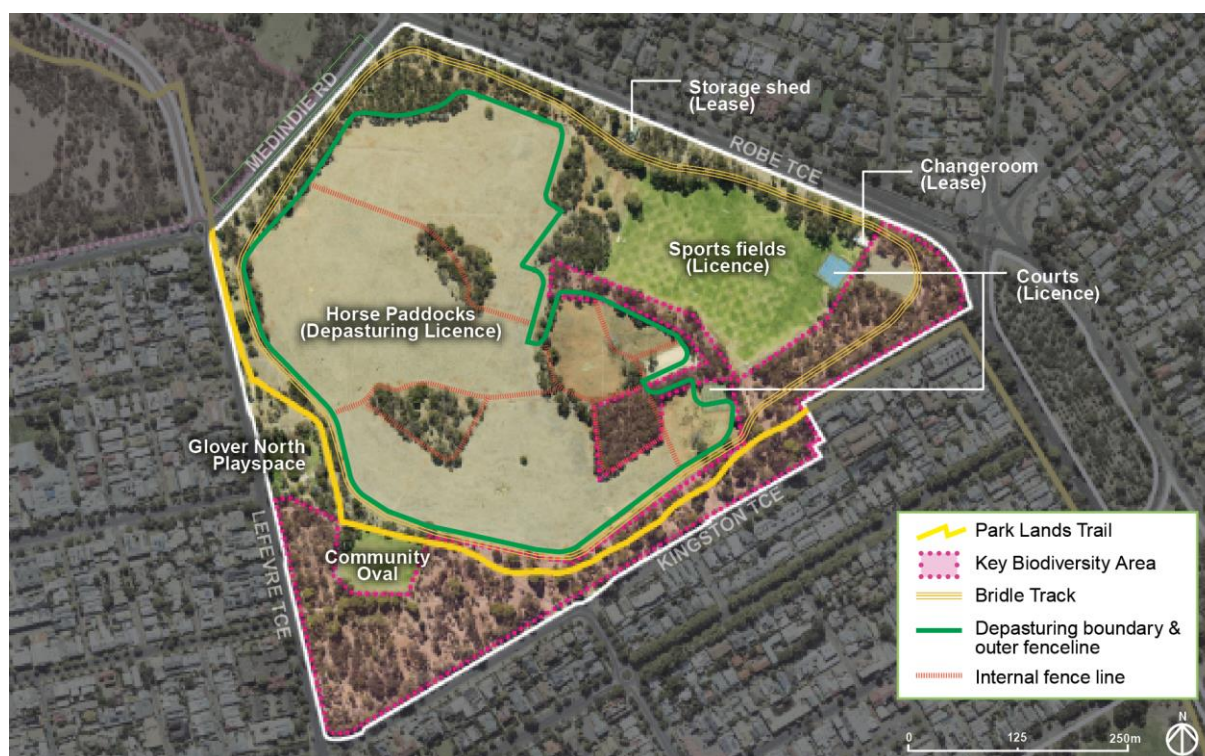 Storage shed
(Lease)
MEDINDIE RD
ROBE TCE
Changeroom
(Lease)
Sports fields
(Licence)
Courts
(Licence)
Horse Paddocks
(Depasturing Licence)
Glover North
Playspace
LEFEVRE TCE
Community
Oval
KINGSTON TCE
Park Lands Trail
Key Biodiversity Area
Bridle Track
Depasturing boundary &
outer fenceline
Internal fence line
0 125 250m
N